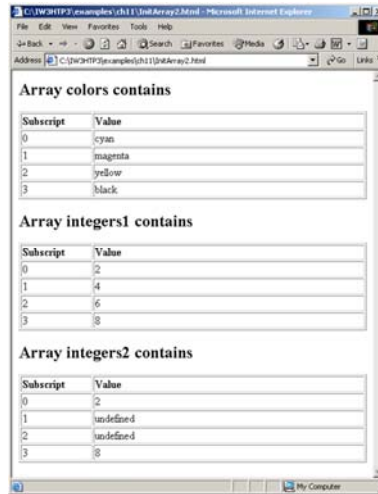 C:\IW3HTP3\examples\ch11\InitArray2.html - Microsoft Internet Explorer
File Edit View Favorites Tools Help
Back Search Favorites Media
Address C:\IW3HTP3\examples\ch11\InitArray2.html Go Links
Array colors contains
Subscript Value
0 cyan
1 magenta
2 yellow
3 black
Array integers1 contains
Subscript Value
0 2
1 4
2 6
3 8
Array integers2 contains
Subscript Value
0 2
1 undefined
2 undefined
3 8
My Computer